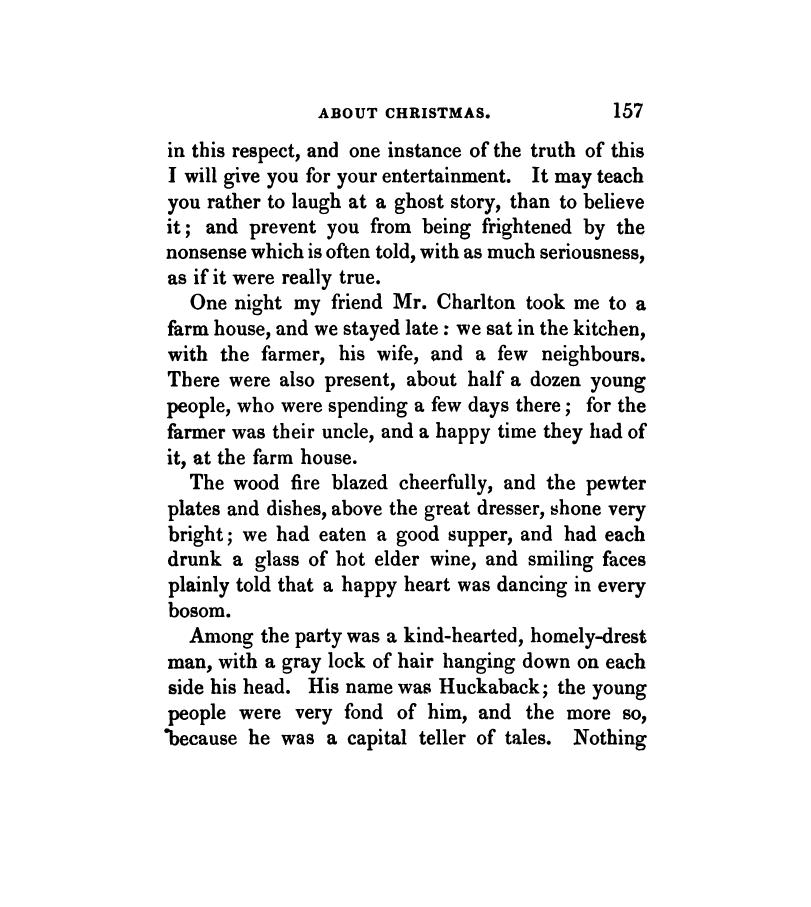 ABOUT CHRISTMAS. 157
in this respect, and one instance of the truth of this
I will give you for your entertainment. It may teach
you rather to laugh at a ghost story, than to believe
it; and prevent you from being frightened by the
nonsense which is often told, with as much seriousness,
as if it were really true.
One night my friend Mr. Charlton took me to a
farm house, and we stayed late : we sat in the kitchen,
with the farmer, his wife, and a few neighbours.
There were also present, about half a dozen young
people, who were spending a few days there; for the
farmer was their uncle, and a happy time they had of
it, at the farm house.
The wood fire blazed cheerfully, and the pewter
plates and dishes, above the great dresser, shone very
bright; we had eaten a good supper, and had each
drunk a glass of hot elder wine, and smiling faces
plainly told that a happy heart was dancing in every
bosom.
Among the party was a kind-hearted, homely-drest
man, with a gray lock of hair hanging down on each
side his head. His name was Huckaback; the young
people were very fond of him, and the more so,
because he was a capital teller of tales. Nothing